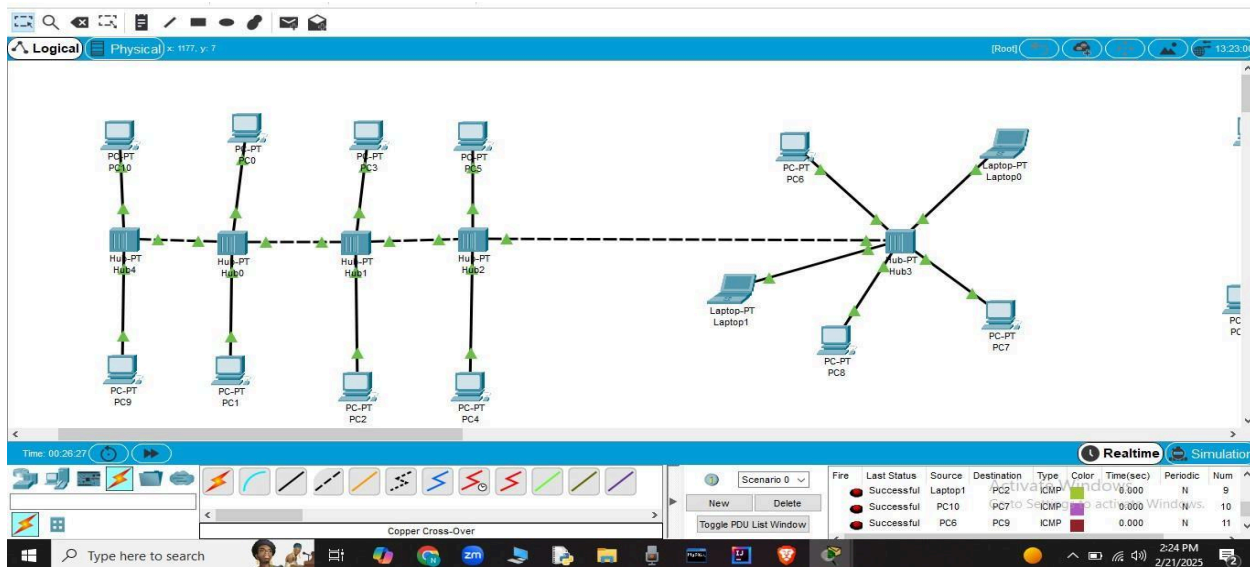 Logical
Physical
x: 1177, y: 7
[Root]
13:23:00
PC-PT
PC10
PC-PT
PC0
PC-PT
PC3
PC-PT
PC5
PC-PT
PC6
Laptop-PT
Laptop0
Hub-PT
Hub4
Hub-PT
Hub0
Hub-PT
Hub1
Hub-PT
Hub2
Hub-PT
Hub3
Laptop-PT
Laptop1
PC-PT
PC8
PC-PT
PC7
PC
PC
PC-PT
PC9
PC-PT
PC1
PC-PT
PC2
PC-PT
PC4
Time: 00:26:27
Realtime
Simulation
Scenario 0
New
Delete
Toggle PDU List Window
Copper Cross-Over
Fire Last Status Source Destination Type Color Time(sec) Periodic Num
Successful Laptop1 PC2 ICMP 0.000 N 9
Successful PC10 PC7 ICMP 0.000 N 10
Successful PC6 PC9 ICMP 0.000 N 11
Activate Windows
Go to Settings to activate Windows.
Type here to search
zm
2:24 PM
2/21/2025
2